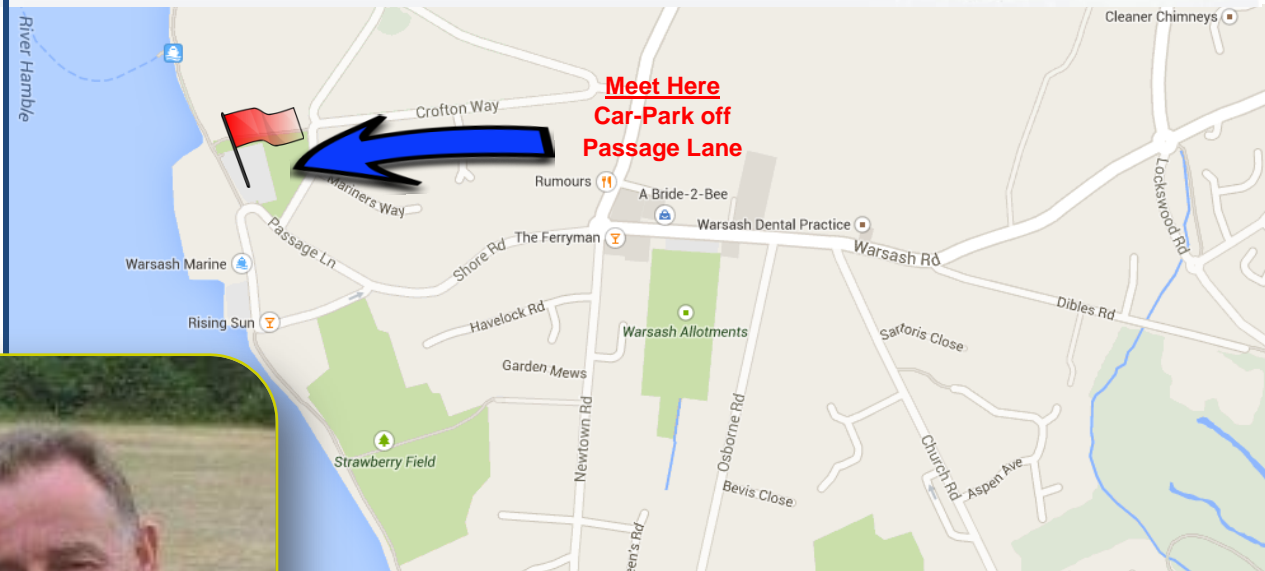 Cleaner Chimneys
River Hamble
Meet Here
Car-Park off
Passage Lane
Crofton Way
Mariners Way
Rumours
A Bride-2-Bee
Lockswood Rd
Passage Ln
Shore Rd
The Ferryman
Warsash Dental Practice
Warsash Rd
Warsash Marine
Rising Sun
Havelock Rd
Warsash Allotments
Dibles Rd
Sartoris Close
Garden Mews
Newtown Rd
Osborne Rd
Strawberry Field
Church Rd
Aspen Ave
Bevis Close
een's Rd